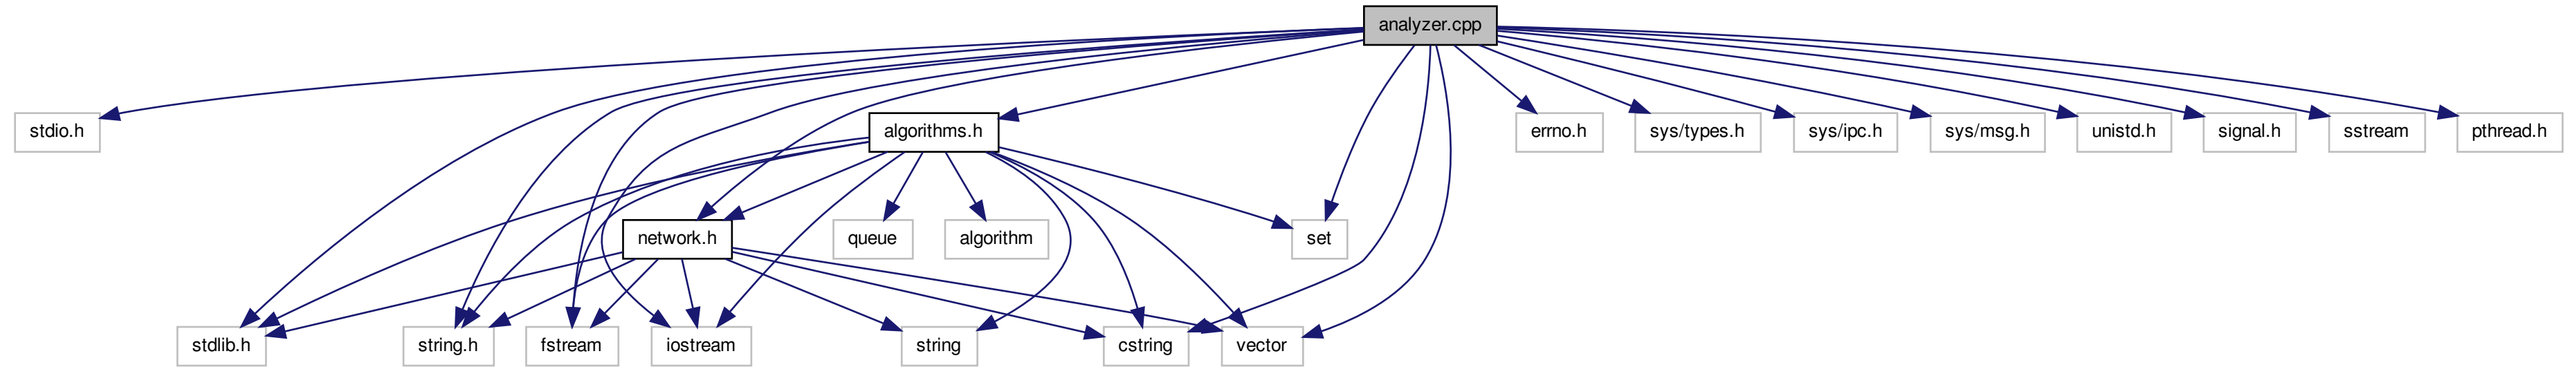 analyzer.cpp
stdio.h
algorithms.h
errno.h
sys/types.h
sys/ipc.h
sys/msg.h
unistd.h
signal.h
sstream
pthread.h
network.h
queue
algorithm
set
stdlib.h
string.h
fstream
iostream
string
cstring
vector